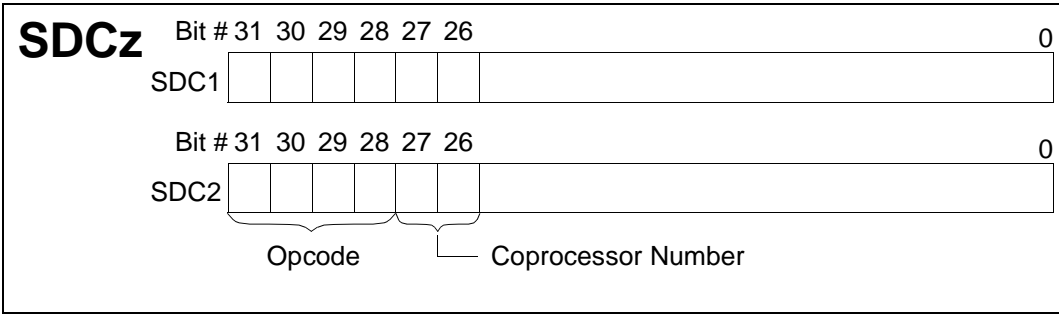 SDCz Bit # 31 30 29 28 27 26 0
SDC1
Bit # 31 30 29 28 27 26 0
SDC2
Opcode Coprocessor Number